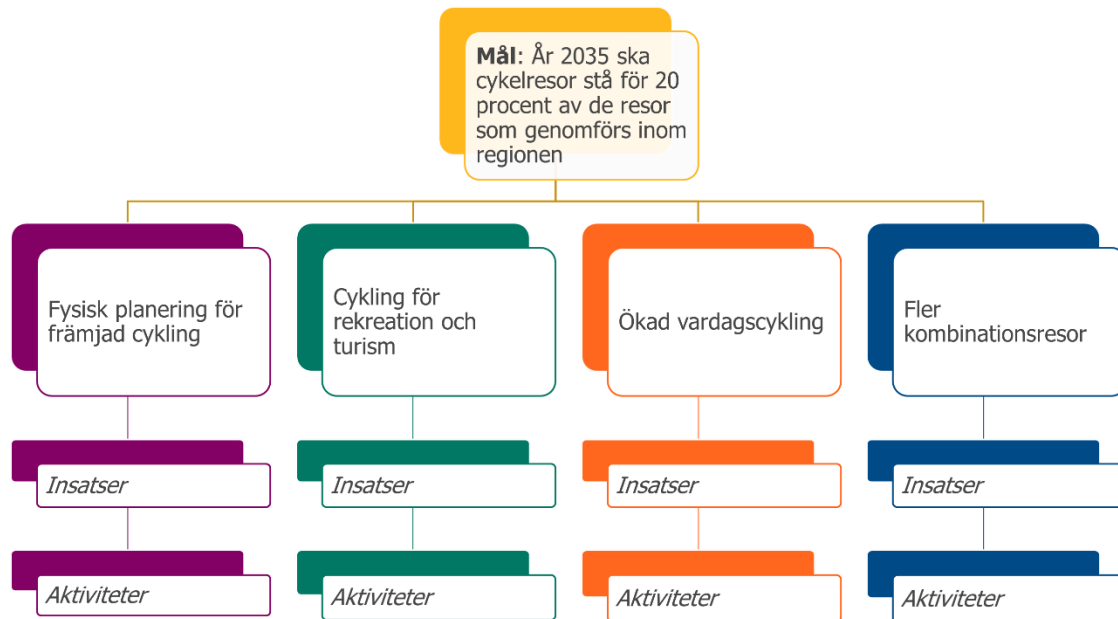 Mål: År 2035 ska
cykelresor stå för 20
procent av de resor
som genomförs inom
regionen
Fysisk planering för
främjad cykling
Cykling för
rekreation och
turism
Ökad vardagscykling
Fler
kombinationsresor
Insatser
Insatser
Insatser
Insatser
Aktiviteter
Aktiviteter
Aktiviteter
Aktiviteter